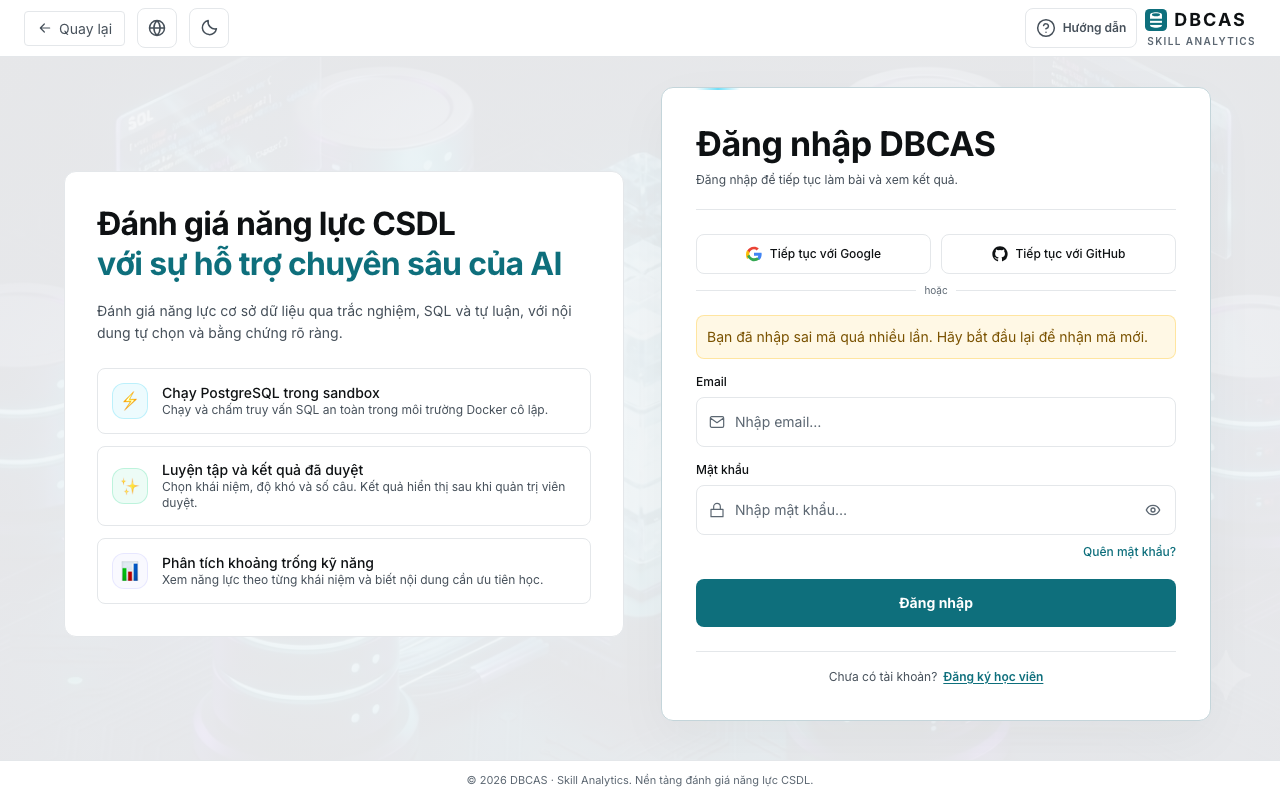 Quay lại
Hướng dẫn
DBCAS
SKILL ANALYTICS
Đánh giá năng lực CSDL
với sự hỗ trợ chuyên sâu của AI
Đánh giá năng lực cơ sở dữ liệu qua trắc nghiệm, SQL và tự luận, với nội
dung tự chọn và bằng chứng rõ ràng.
Chạy PostgreSQL trong sandbox
Chạy và chấm truy vấn SQL an toàn trong môi trường Docker cô lập.
Luyện tập và kết quả đã duyệt
Chọn khái niệm, độ khó và số câu. Kết quả hiển thị sau khi quản trị viên
duyệt.
Phân tích khoảng trống kỹ năng
Xem năng lực theo từng khái niệm và biết nội dung cần ưu tiên học.
Đăng nhập DBCAS
Đăng nhập để tiếp tục làm bài và xem kết quả.
Tiếp tục với Google
Tiếp tục với GitHub
hoặc
Bạn đã nhập sai mã quá nhiều lần. Hãy bắt đầu lại để nhận mã mới.
Email
Nhập email...
Mật khẩu
Nhập mật khẩu...
Quên mật khẩu?
Đăng nhập
Chưa có tài khoản? Đăng ký học viên
© 2026 DBCAS · Skill Analytics. Nền tảng đánh giá năng lực CSDL.
SQL